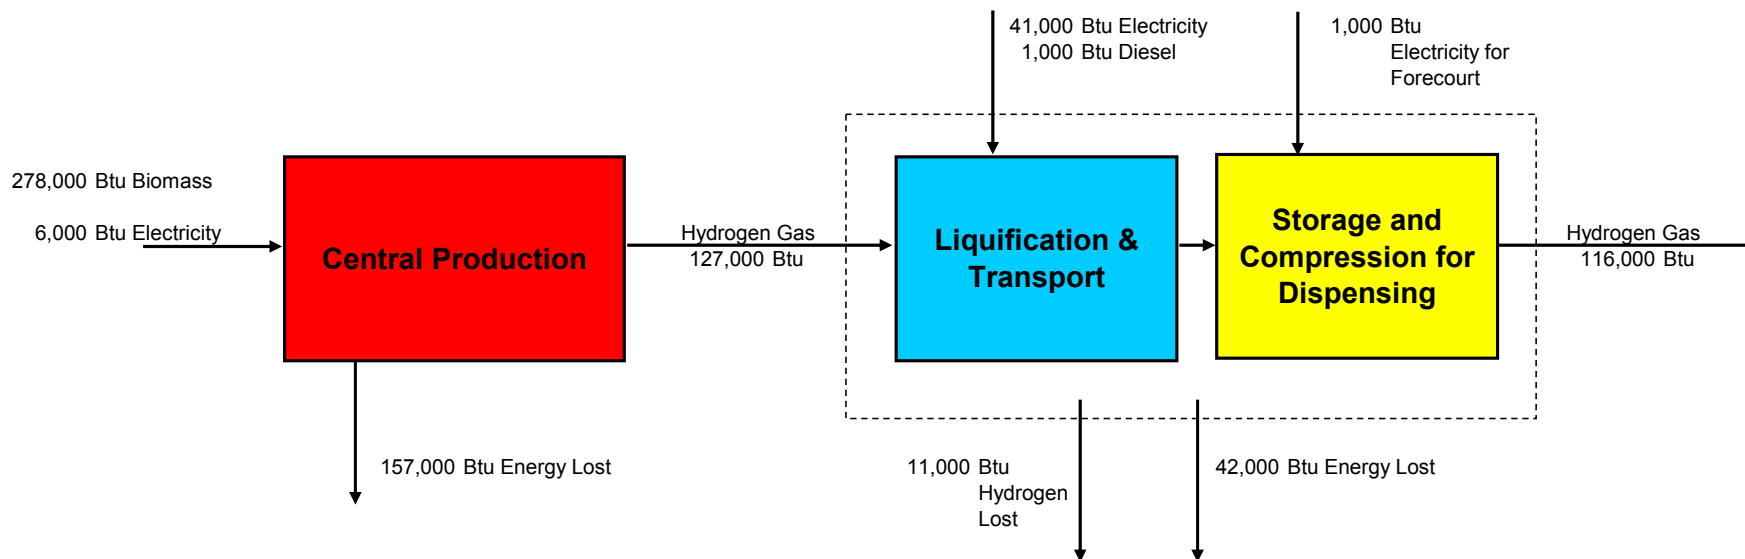 41,000 Btu Electricity
1,000 Btu Diesel
1,000 Btu
Electricity for
Forecourt
278,000 Btu Biomass
6,000 Btu Electricity
Central Production
Hydrogen Gas
127,000 Btu
Liquification &
Transport
Storage and
Compression for
Dispensing
Hydrogen Gas
116,000 Btu
157,000 Btu Energy Lost
11,000 Btu
Hydrogen
Lost
42,000 Btu Energy Lost